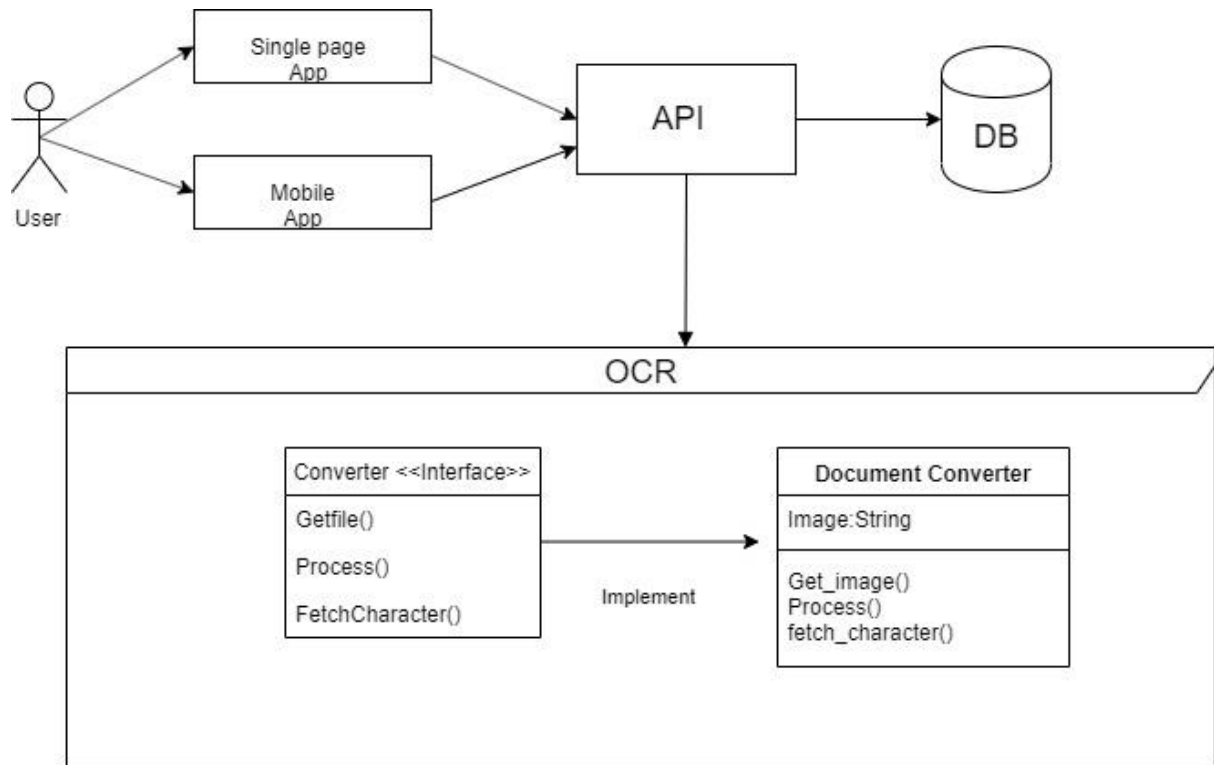 Single page
App
API
DB
Mobile
App
User
OCR
Converter <<Interface>>
Getfile()
Process()
FetchCharacter()
Implement
Document Converter
Image:String
Get_image()
Process()
fetch_character()